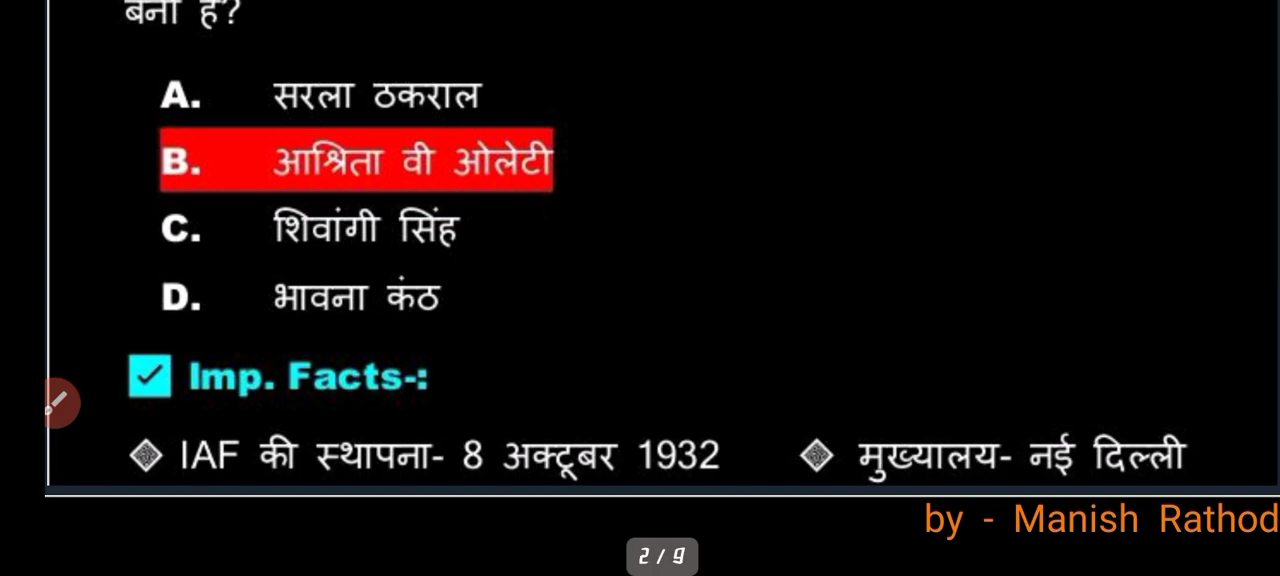 बनी है?
A. सरला ठकराल
B. आश्रिता वी ओलेटी
C. शिवांगी सिंह
D. भावना कंठ
Imp. Facts-:
IAF की स्थापना- 8 अक्टूबर 1932 मुख्यालय- नई दिल्ली
by - Manish Rathod
2 / 9